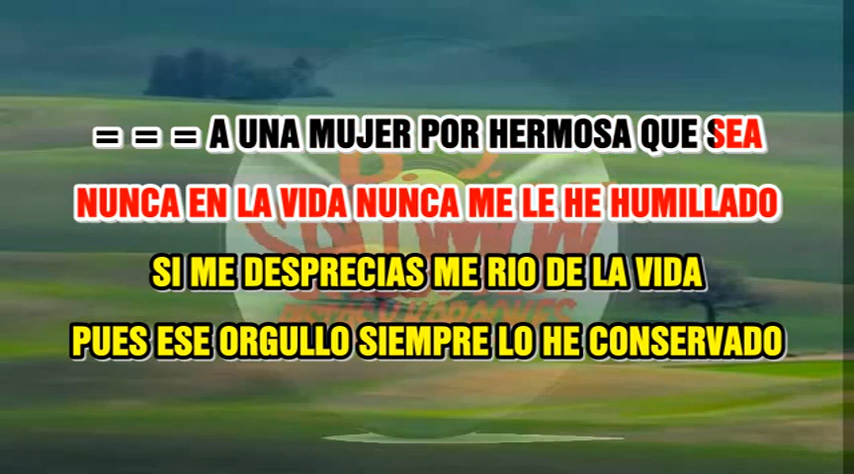 = = = A UNA MUJER POR HERMOSA QUE SEA
NUNCA EN LA VIDA NUNCA ME LE HE HUMILLADO
SI ME DESPRECIAS ME RIO DE LA VIDA
PUES ESE ORGULLO SIEMPRE LO HE CONSERVADO